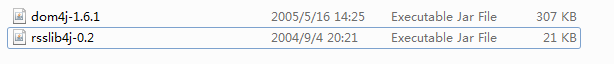 dom4j-1.6.1 2005/5/16 14:25 Executable Jar File 307 KB
rsslib4j-0.2 2004/9/4 20:21 Executable Jar File 21 KB